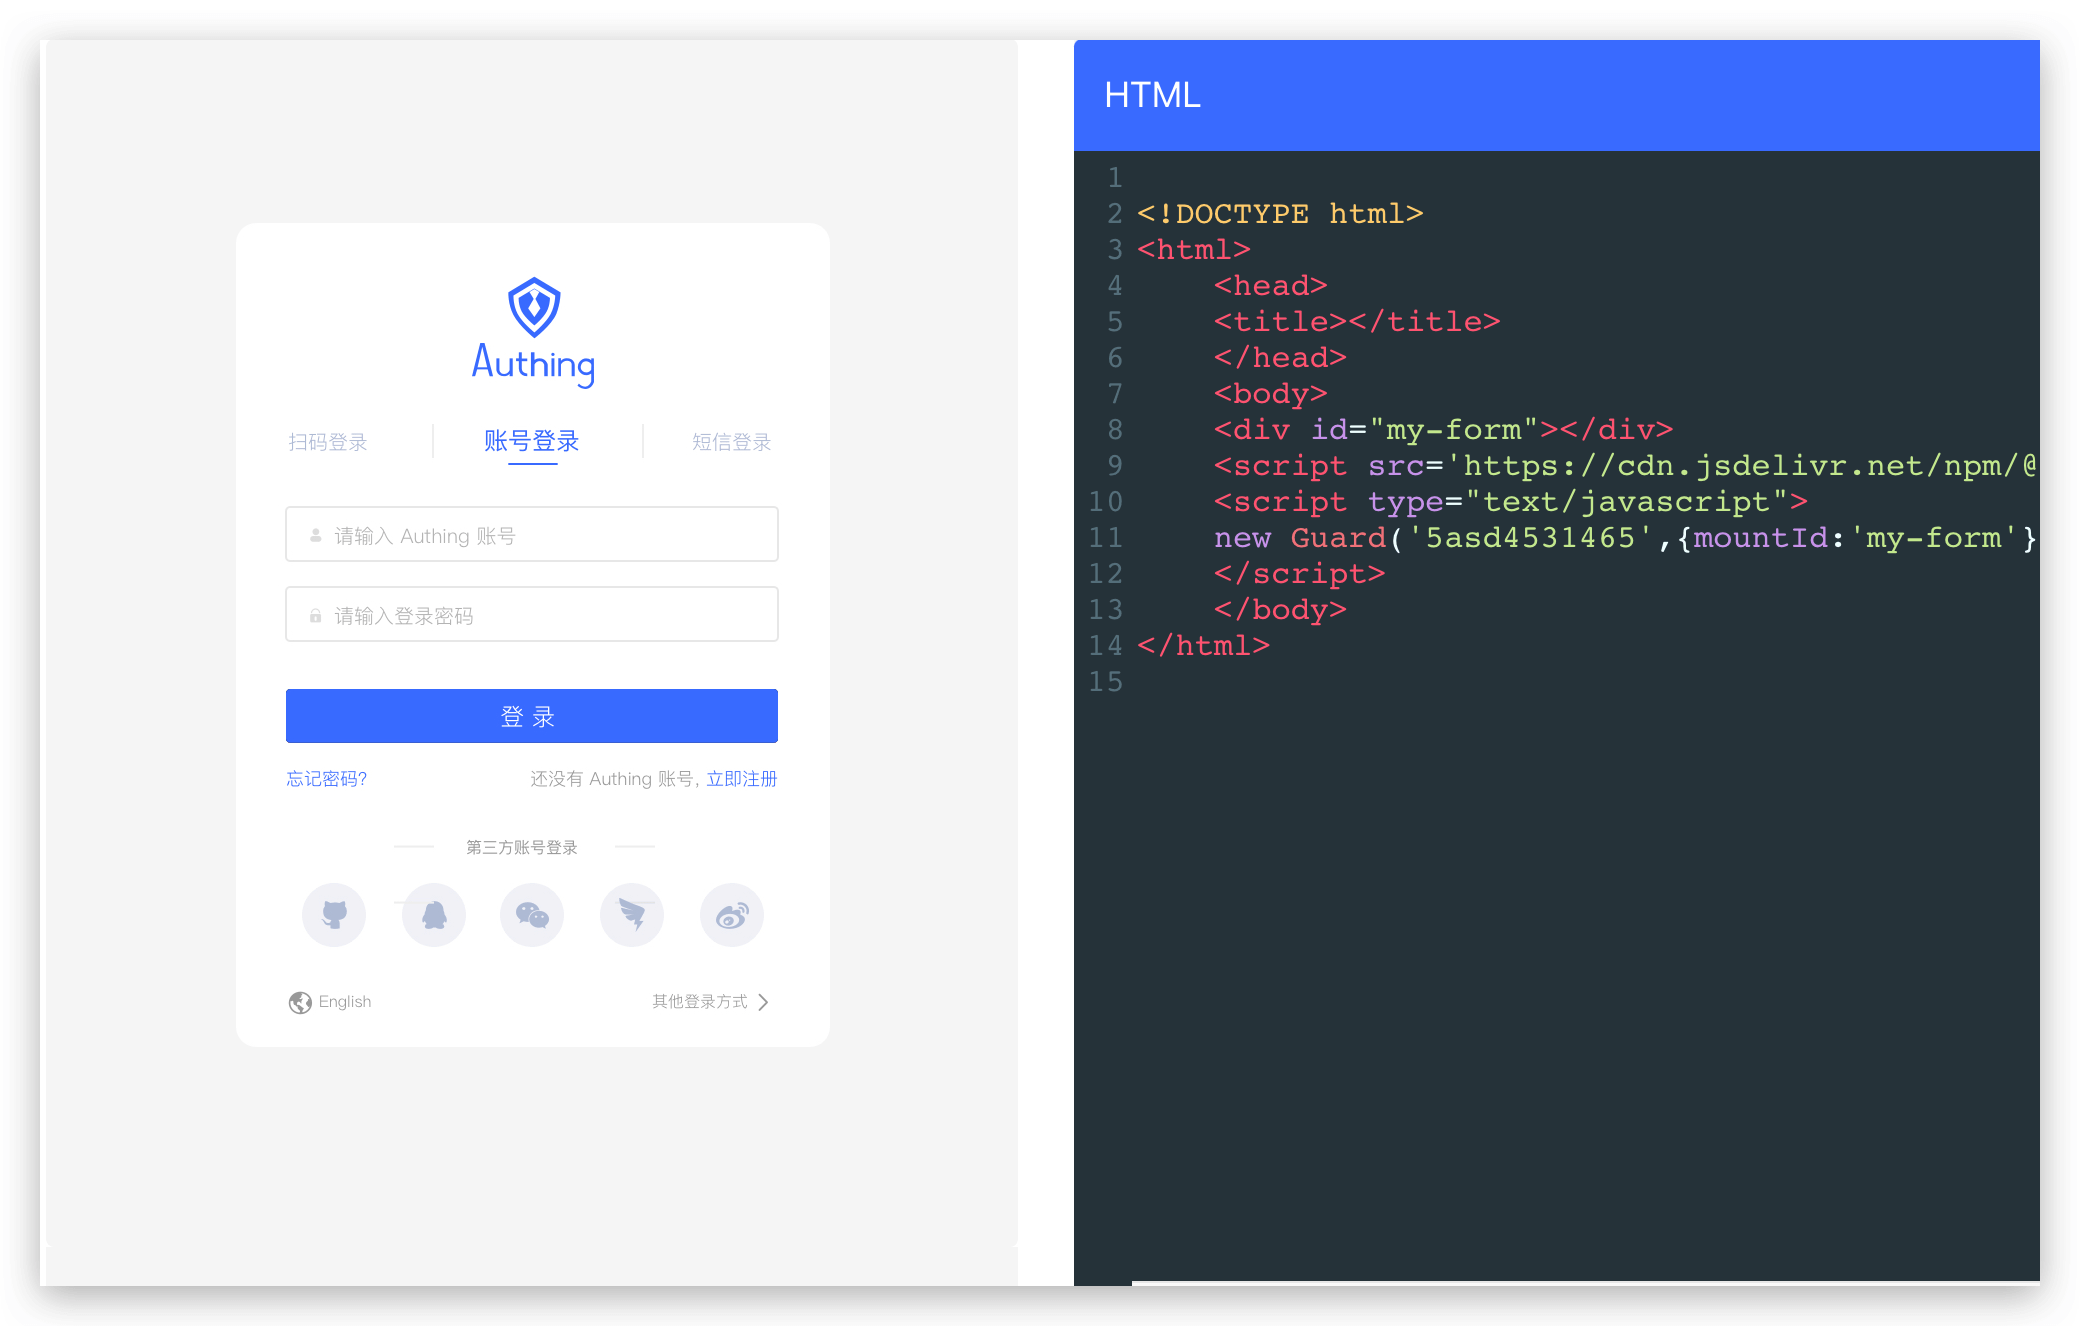 Authing
扫码登录
账号登录
短信登录
请输入 Authing 账号
请输入登录密码
登 录
忘记密码?
还没有 Authing 账号, 立即注册
第三方账号登录
English
其他登录方式
HTML
1
2 <!DOCTYPE html>
3 <html>
4 <head>
5 <title></title>
6 </head>
7 <body>
8 <div id="my-form"></div>
9 <script src='https://cdn.jsdelivr.net/npm/@
10 <script type="text/javascript">
11 new Guard('5asd4531465',{mountId:'my-form'}
12 </script>
13 </body>
14 </html>
15